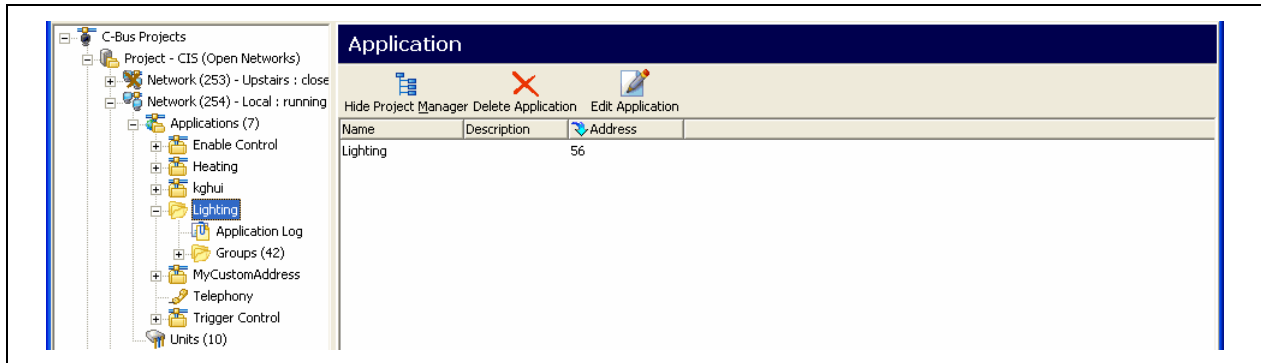 C-Bus Projects
Project - CIS (Open Networks)
Network (253) - Upstairs : close
Network (254) - Local : running
Applications (7)
Enable Control
Heating
kghui
Lighting
Application Log
Groups (42)
MyCustomAddress
Telephony
Trigger Control
Units (10)
Application
Hide Project Manager Delete Application Edit Application
Name Description Address
Lighting 56